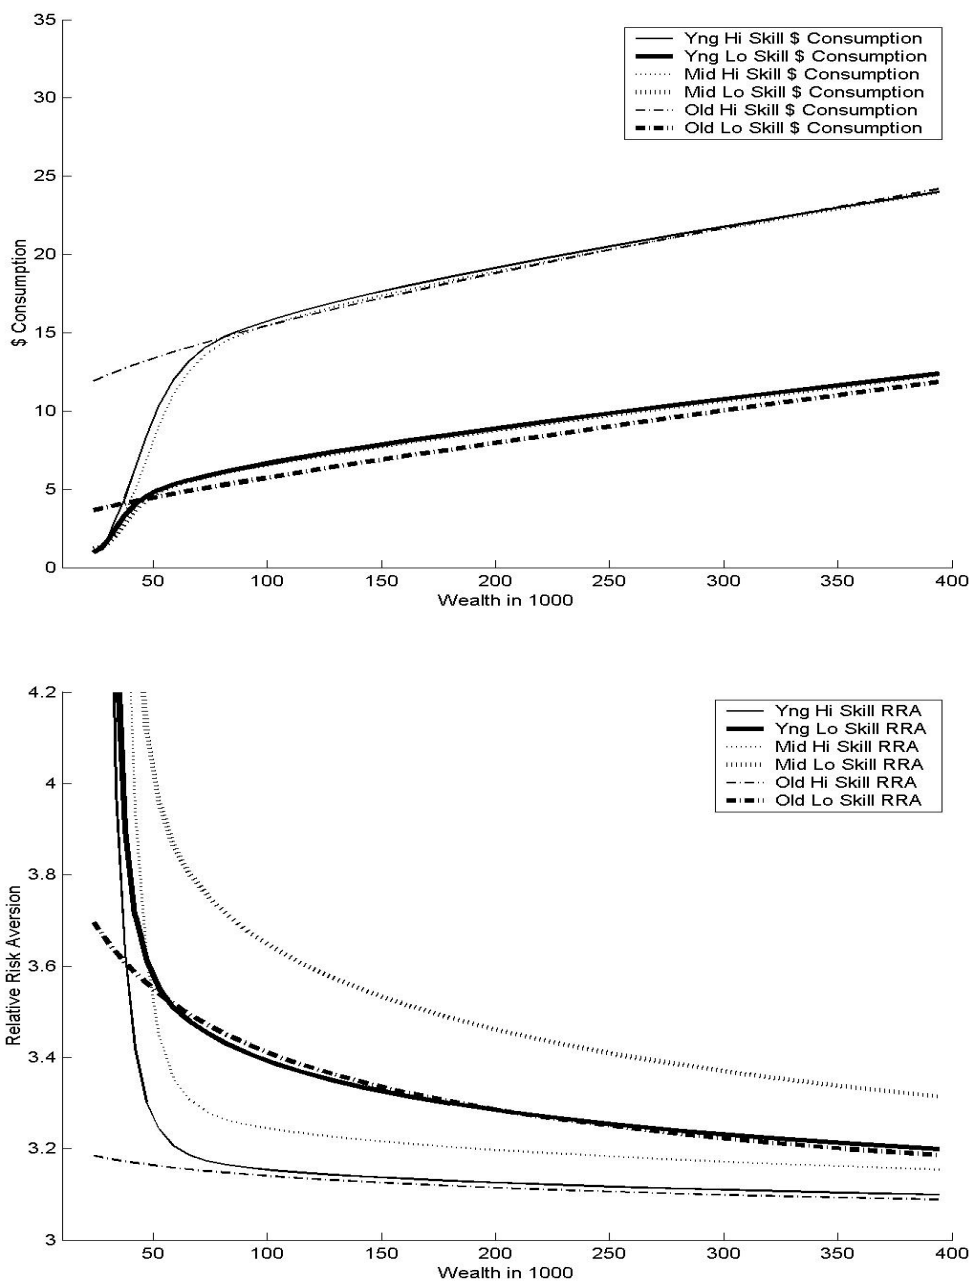 35
30
25
20
15
10
5
0
$ Consumption
Yng Hi Skill $ Consumption
Yng Lo Skill $ Consumption
Mid Hi Skill $ Consumption
Mid Lo Skill $ Consumption
Old Hi Skill $ Consumption
Old Lo Skill $ Consumption
50 100 150 200 250 300 350 400
Wealth in 1000
4.2
4
3.8
3.6
3.4
3.2
3
Relative Risk Aversion
Yng Hi Skill RRA
Yng Lo Skill RRA
Mid Hi Skill RRA
Mid Lo Skill RRA
Old Hi Skill RRA
Old Lo Skill RRA
50 100 150 200 250 300 350 400
Wealth in 1000